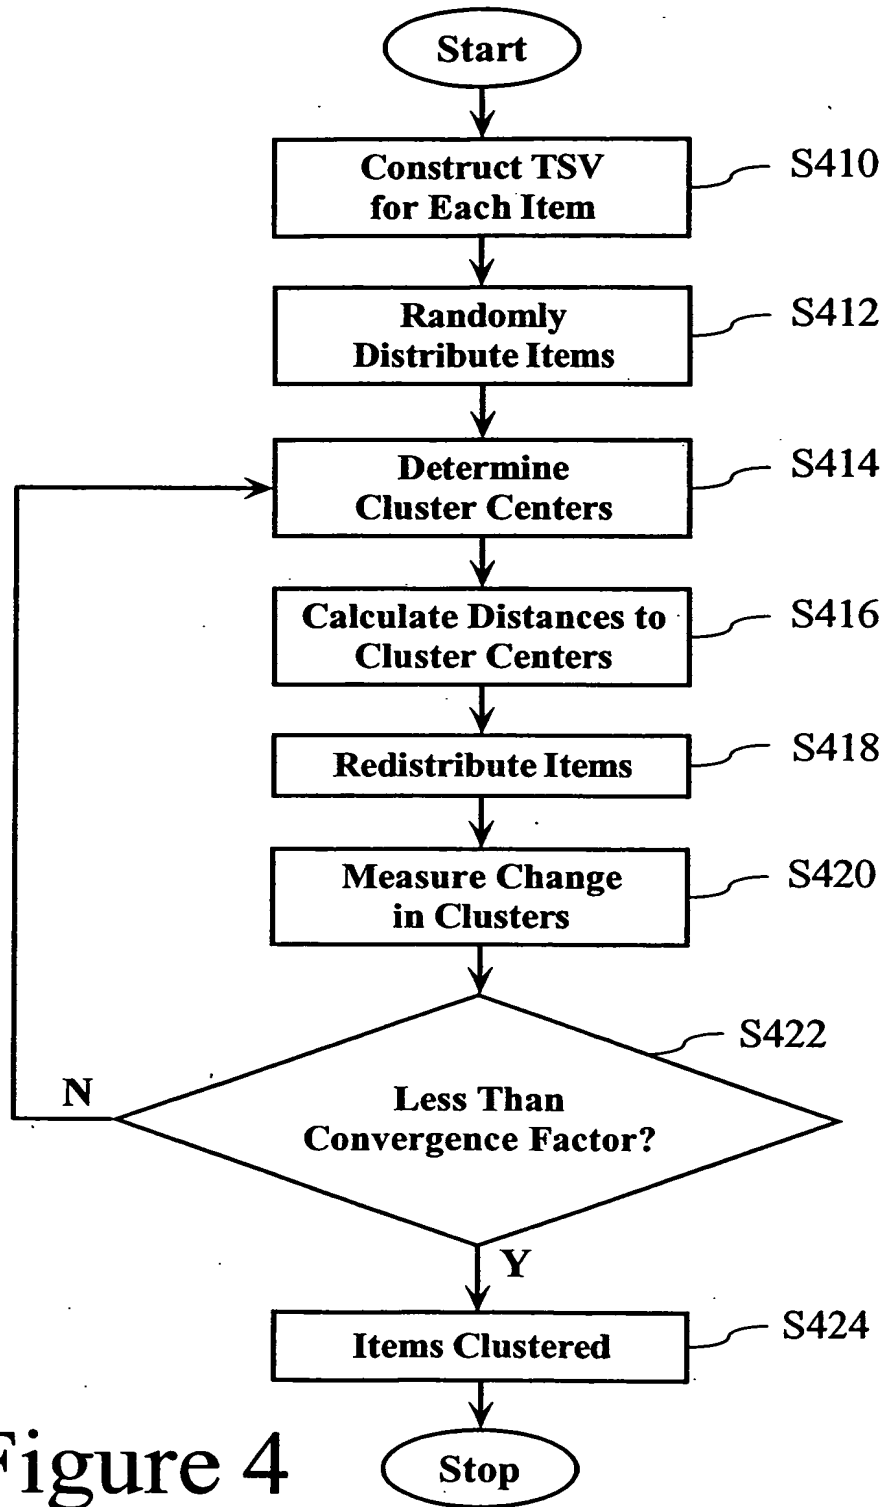 Start
Construct TSV
for Each Item
S410
Randomly
Distribute Items
S412
Determine
Cluster Centers
S414
Calculate Distances to
Cluster Centers
S416
Redistribute Items
S418
Measure Change
in Clusters
S420
S422
Less Than
Convergence Factor?
N
Y
Items Clustered
S424
Stop
Figure 4